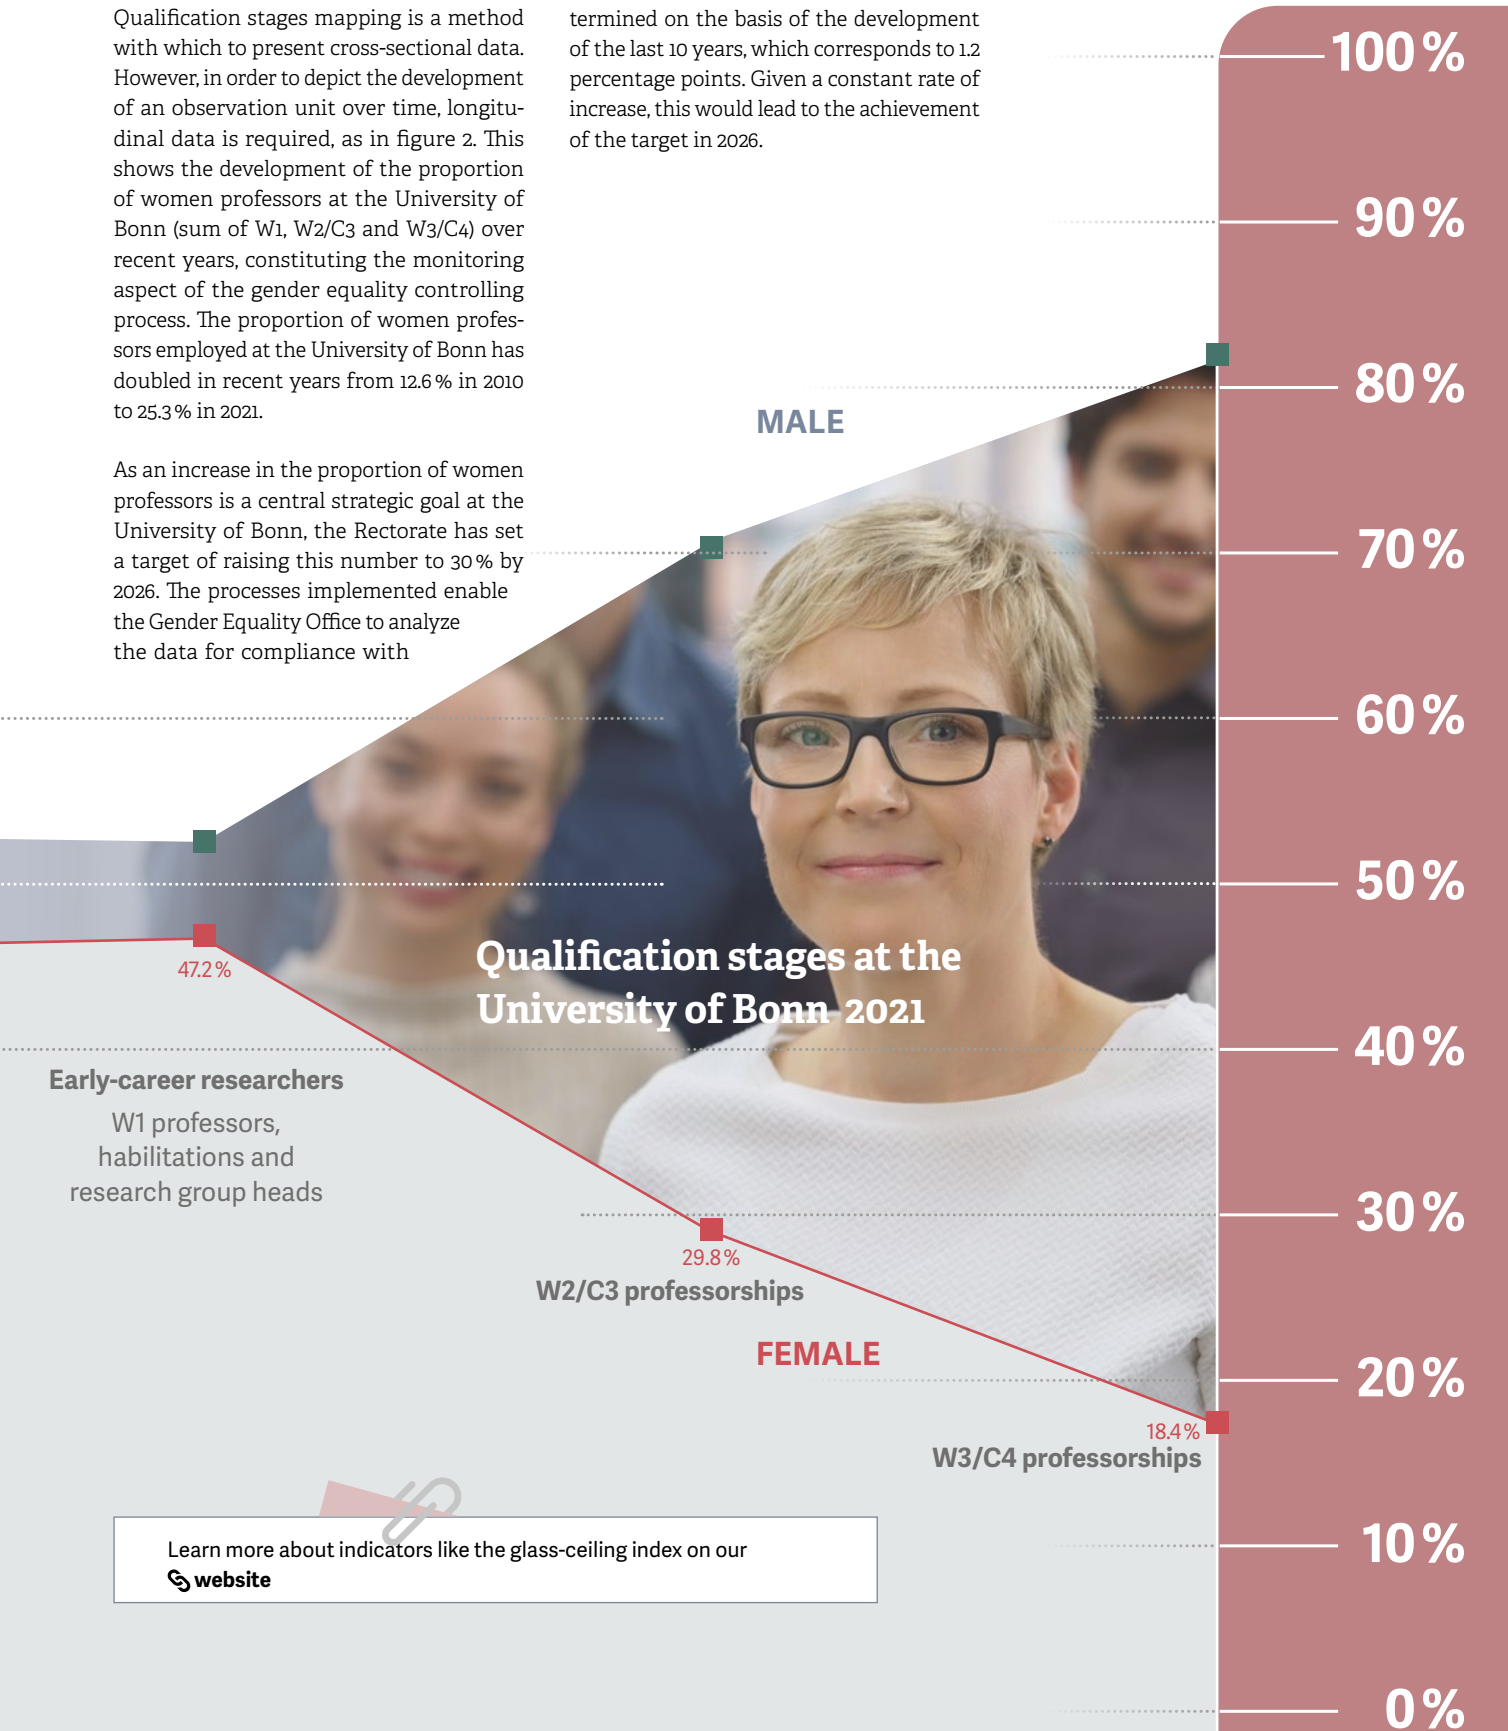 Qualification stages mapping is a method
with which to present cross-sectional data.
However, in order to depict the development
of an observation unit over time, longitu-
dinal data is required, as in figure 2. This
shows the development of the proportion
of women professors at the University of
Bonn (sum of W1, W2/C3 and W3/C4) over
recent years, constituting the monitoring
aspect of the gender equality controlling
process. The proportion of women profes-
sors employed at the University of Bonn has
doubled in recent years from 12.6 % in 2010
to 25.3 % in 2021.
As an increase in the proportion of women
professors is a central strategic goal at the
University of Bonn, the Rectorate has set
a target of raising this number to 30 % by
2026. The processes implemented enable
the Gender Equality Office to analyze
the data for compliance with
termined on the basis of the development
of the last 10 years, which corresponds to 1.2
percentage points. Given a constant rate of
increase, this would lead to the achievement
of the target in 2026.
100 %
90 %
80 %
70 %
60 %
50 %
40 %
30 %
20 %
10 %
0 %
MALE
47.2 %
Qualification stages at the
University of Bonn 2021
Early-career researchers
W1 professors,
habilitations and
research group heads
29.8 %
W2/C3 professorships
FEMALE
18.4 %
W3/C4 professorships
Learn more about indicators like the glass-ceiling index on our
website